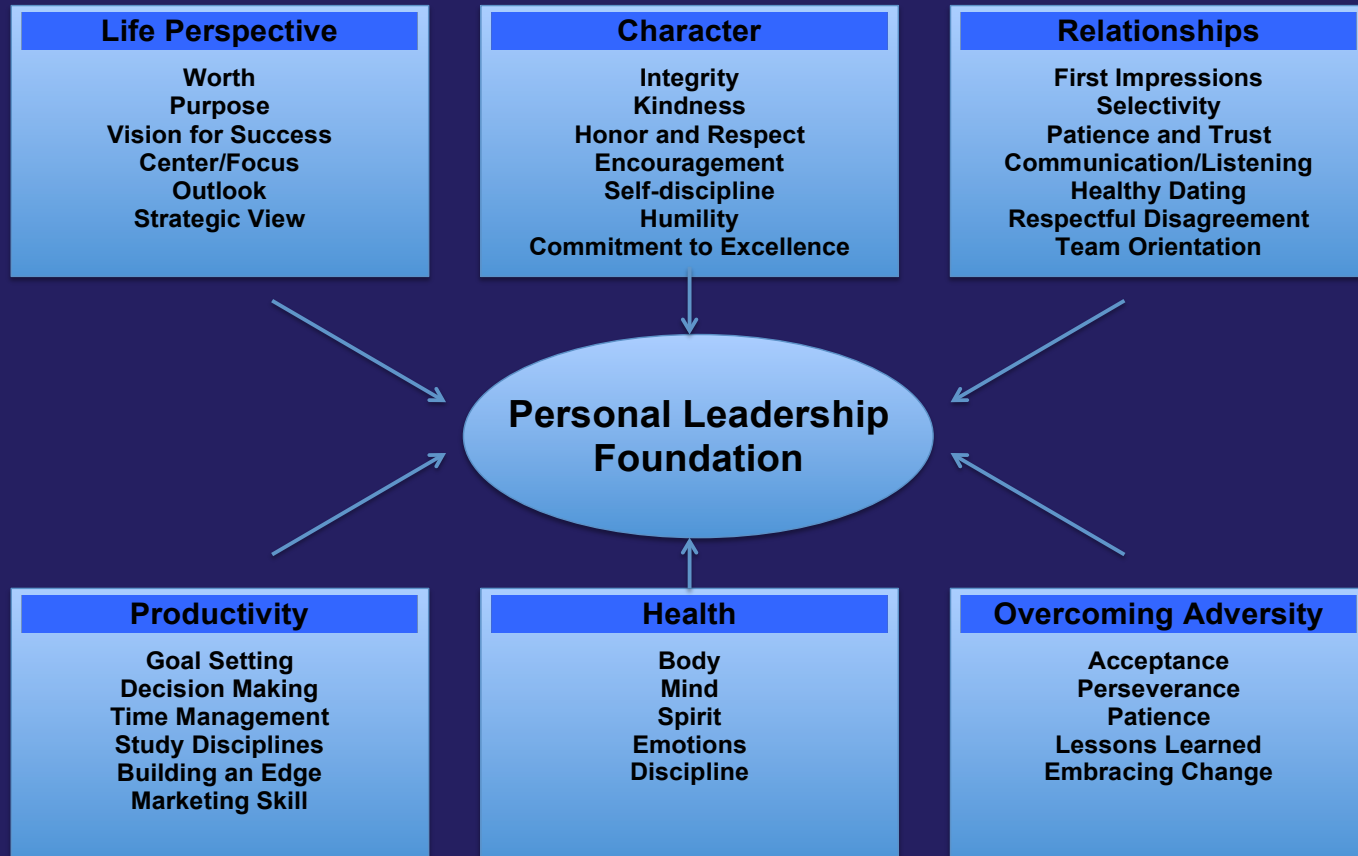 Life Perspective
Worth
Purpose
Vision for Success
Center/Focus
Outlook
Strategic View
Character
Integrity
Kindness
Honor and Respect
Encouragement
Self-discipline
Humility
Commitment to Excellence
Relationships
First Impressions
Selectivity
Patience and Trust
Communication/Listening
Healthy Dating
Respectful Disagreement
Team Orientation
Personal Leadership
Foundation
Productivity
Goal Setting
Decision Making
Time Management
Study Disciplines
Building an Edge
Marketing Skill
Health
Body
Mind
Spirit
Emotions
Discipline
Overcoming Adversity
Acceptance
Perseverance
Patience
Lessons Learned
Embracing Change